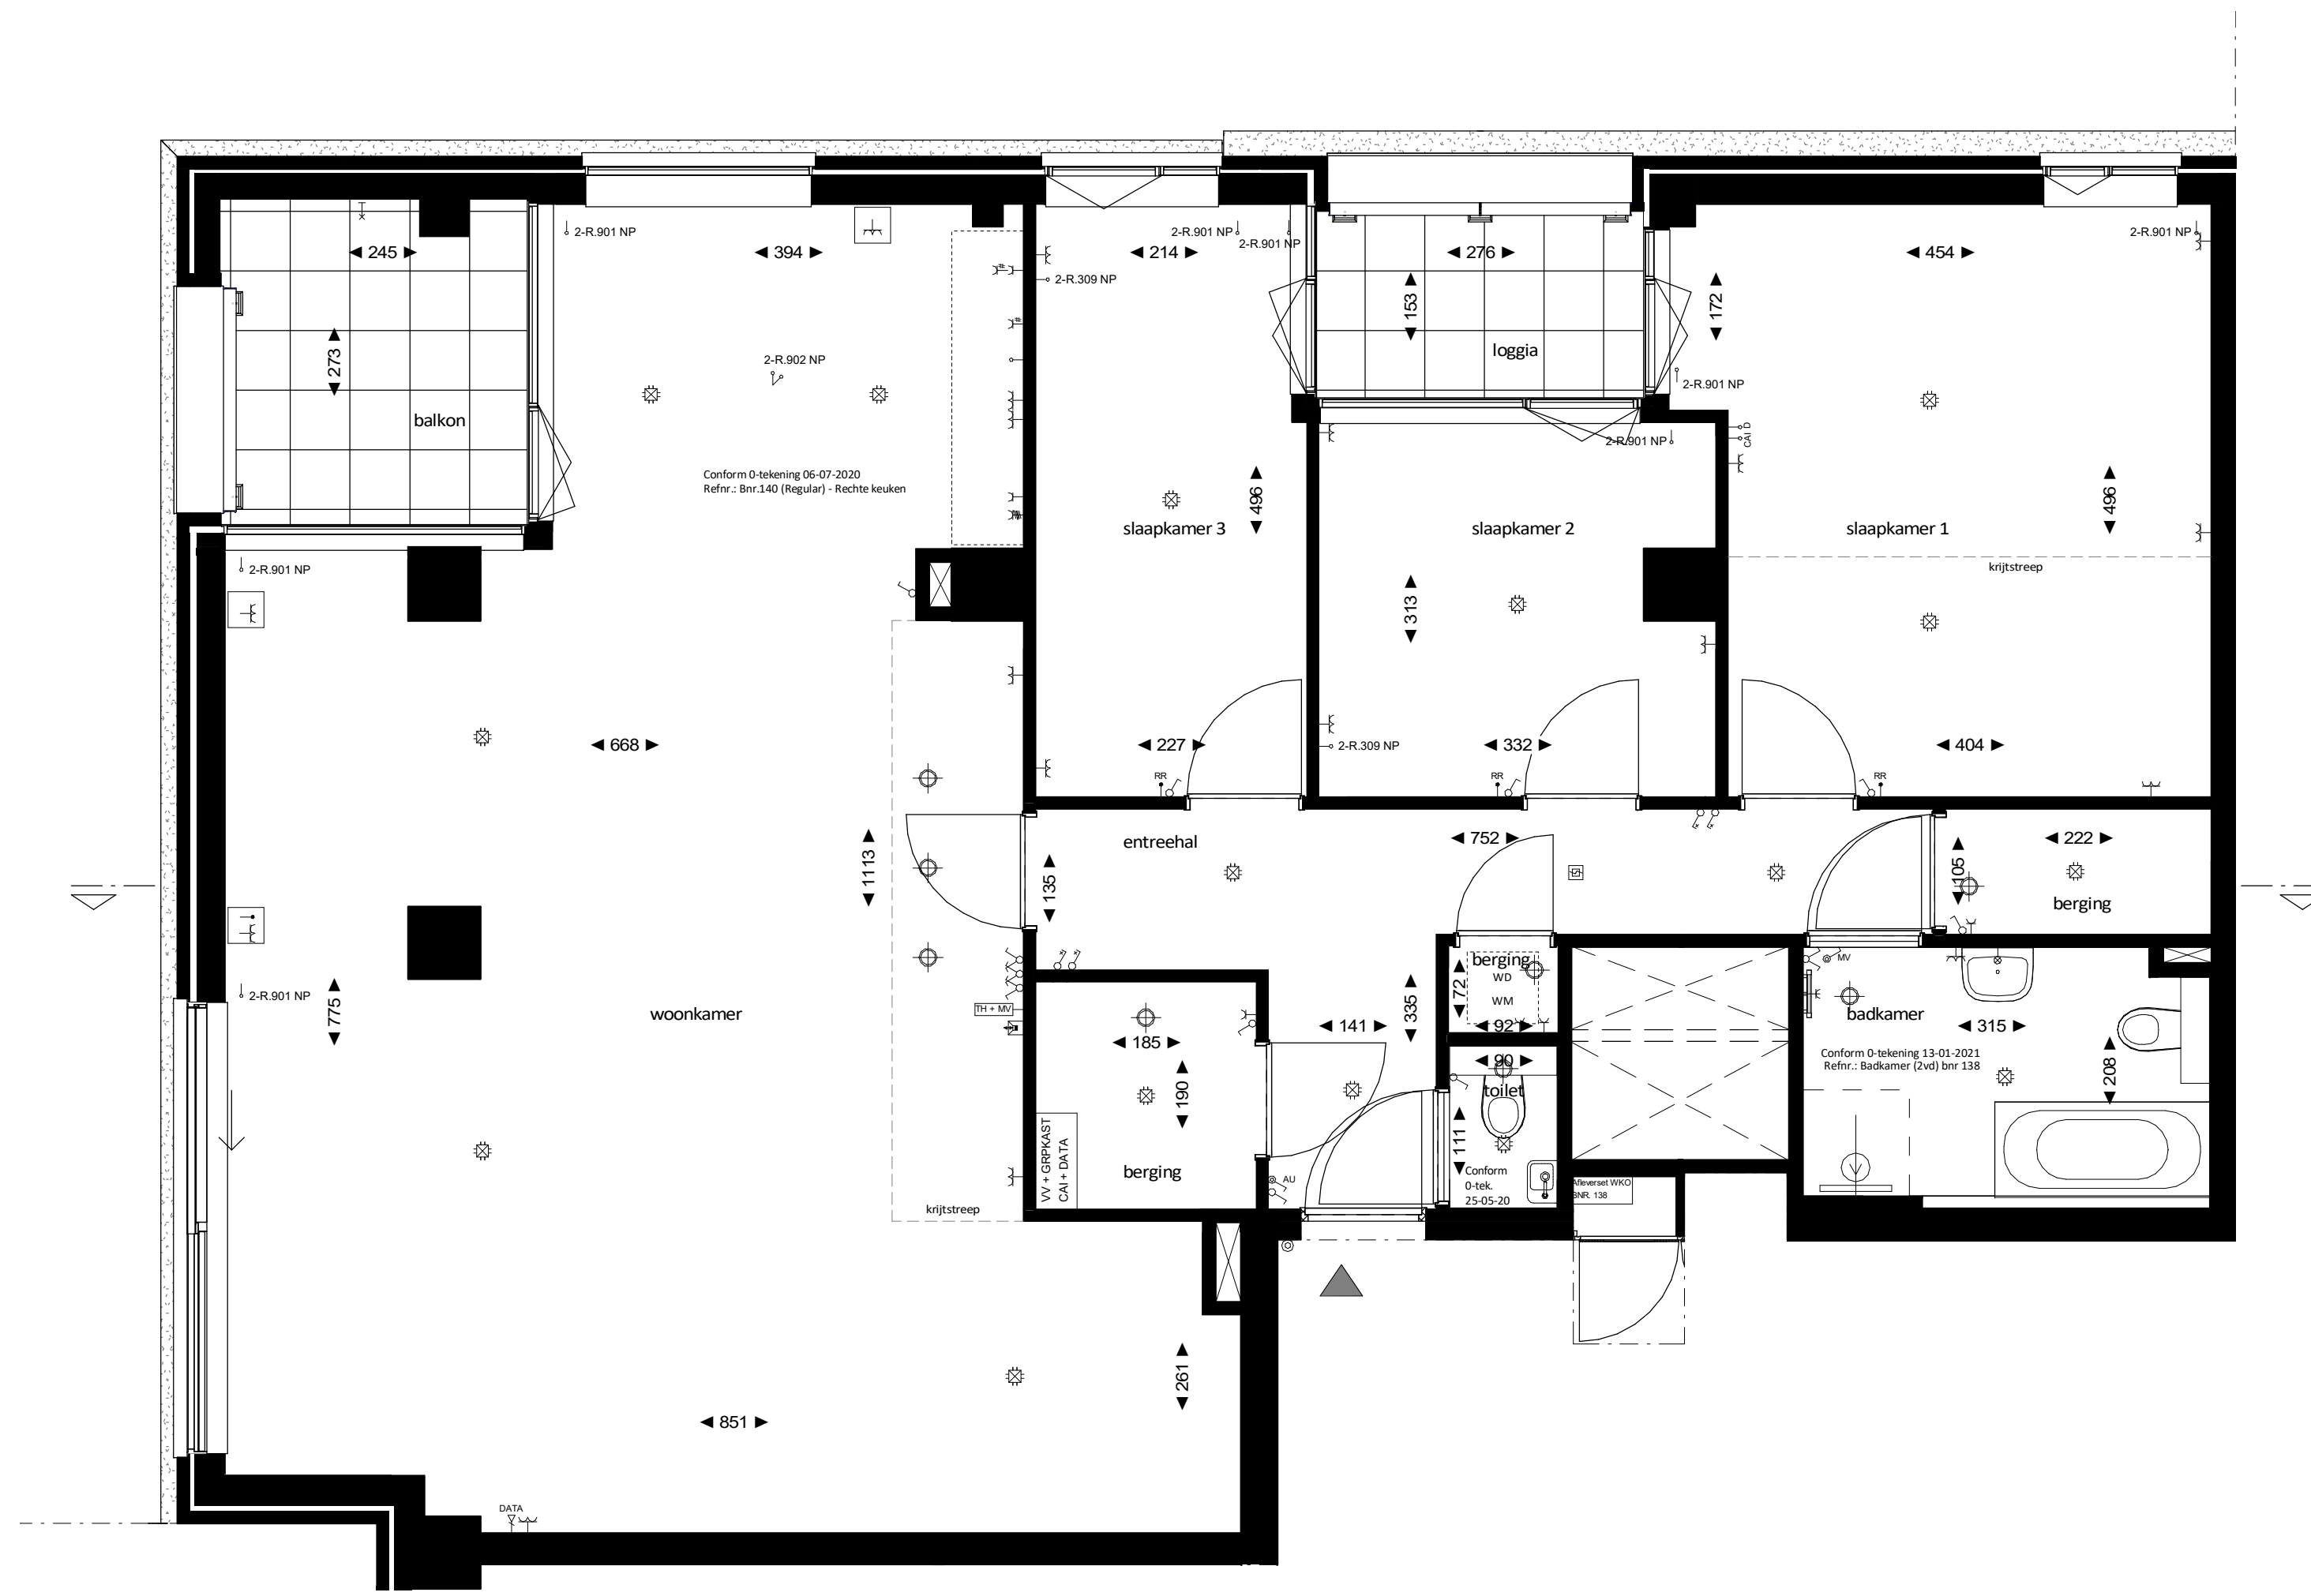 2-R.901 NP
2-R.901 NP
2-R.901 NP
2-R.901 NP
◄ 245 ►
◄ 394 ►
◄ 214 ►
◄ 276 ►
◄ 454 ►
2-R.309 NP
◄ 153 ►
◄ 172 ►
◄ 273 ►
loggia
2-R.902 NP
2-R.901 NP
balkon
2-R.901 NP
CAI D
Conform 0-tekening 06-07-2020
Refnr.: Bnr.140 (Regular) - Rechte keuken
◄ 496 ►
◄ 496 ►
slaapkamer 3
slaapkamer 2
slaapkamer 1
krijtstreep
2-R.901 NP
◄ 313 ►
◄ 668 ►
◄ 227 ►
2-R.309 NP
◄ 332 ►
◄ 404 ►
RR
RR
RR
entreehal
◄ 752 ►
◄ 222 ►
◄ 1113 ►
◄ 135 ►
◄ 105 ►
berging
berging
MV
WD
WM
◄ 72 ►
◄ 92 ►
2-R.901 NP
◄ 775 ►
woonkamer
TH + MV
◄ 335 ►
badkamer
◄ 141 ►
◄ 315 ►
◄ 185 ►
Conform 0-tekening 13-01-2021
Refnr.: Badkamer (2vd) bnr 138
◄ 90 ►
◄ 208 ►
◄ 190 ►
toilet
◄ 111 ►
VV + GRPKAST
CAI + DATA
berging
AU
Conform
0-tek.
25-05-20
Afleverset WKO
BNR. 138
krijtstreep
◄ 261 ►
◄ 851 ►
DATA